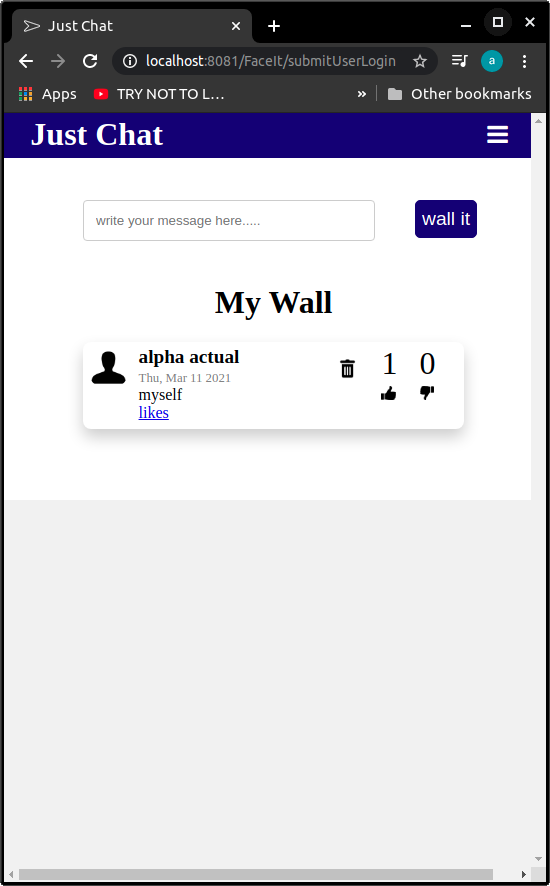 Just Chat
localhost:8081/FaceIt/submitUserLogin
a
Apps
TRY NOT TO L...
»
Other bookmarks
Just Chat
write your message here.....
wall it
My Wall
alpha actual
1 0
Thu, Mar 11 2021
myself
likes